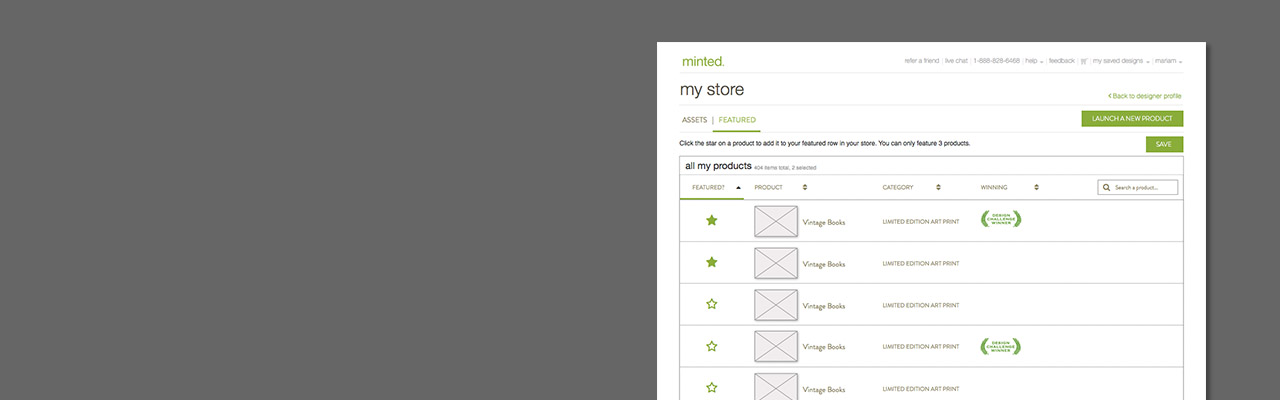 minted.
refer a friend | live chat | 1-888-828-6468 | help | feedback | my saved designs | mariam
my store
Back to designer profile
ASSETS | FEATURED
LAUNCH A NEW PRODUCT
Click the star on a product to add it to your featured row in your store. You can only feature 3 products.
SAVE
all my products 404 items total, 2 selected
FEATURED? PRODUCT CATEGORY WINNING Search a product...
Vintage Books LIMITED EDITION ART PRINT DESIGN CHALLENGE WINNER
Vintage Books LIMITED EDITION ART PRINT
Vintage Books LIMITED EDITION ART PRINT
Vintage Books LIMITED EDITION ART PRINT DESIGN CHALLENGE WINNER
Vintage Books LIMITED EDITION ART PRINT